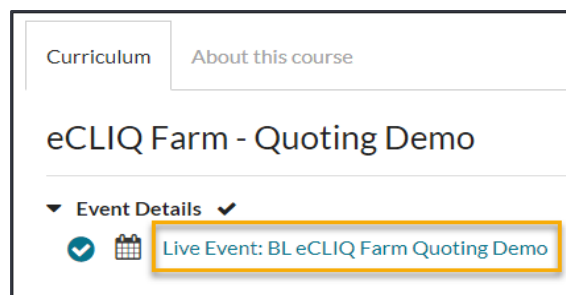 Curriculum About this course
eCLIQ Farm - Quoting Demo
Event Details
Live Event: BL eCLIQ Farm Quoting Demo